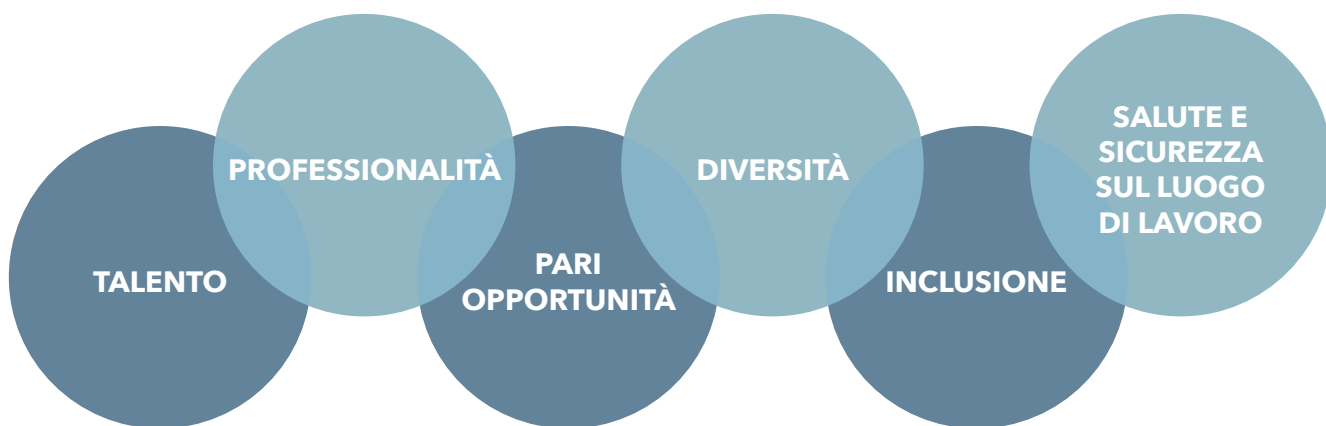 TALENTO
PROFESSIONALITÀ
PARI
OPPORTUNITÀ
DIVERSITÀ
INCLUSIONE
SALUTE E
SICUREZZA
SUL LUOGO
DI LAVORO